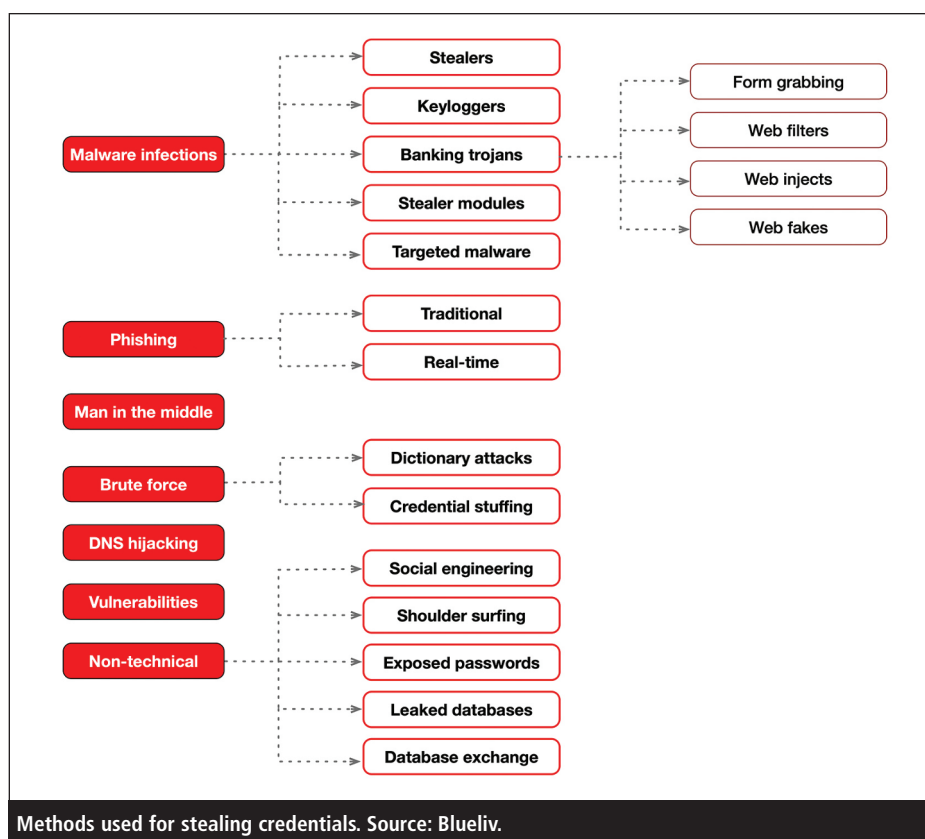 Malware infections
Stealers
Keyloggers
Banking trojans
Stealer modules
Targeted malware
Form grabbing
Web filters
Web injects
Web fakes
Phishing
Traditional
Real-time
Man in the middle
Brute force
Dictionary attacks
Credential stuffing
DNS hijacking
Vulnerabilities
Non-technical
Social engineering
Shoulder surfing
Exposed passwords
Leaked databases
Database exchange
Methods used for stealing credentials. Source: Blueliv.